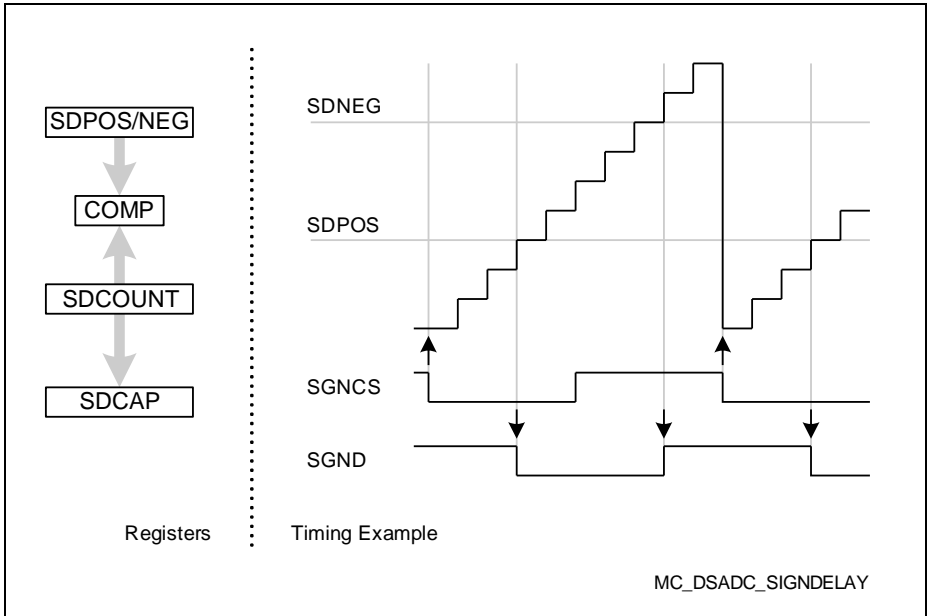 SDPOS/NEG
COMP
SDCOUNT
SDCAP
Registers
SDNEG
SDPOS
SGNCS
SGND
Timing Example
MC_DSADC_SIGNDELAY